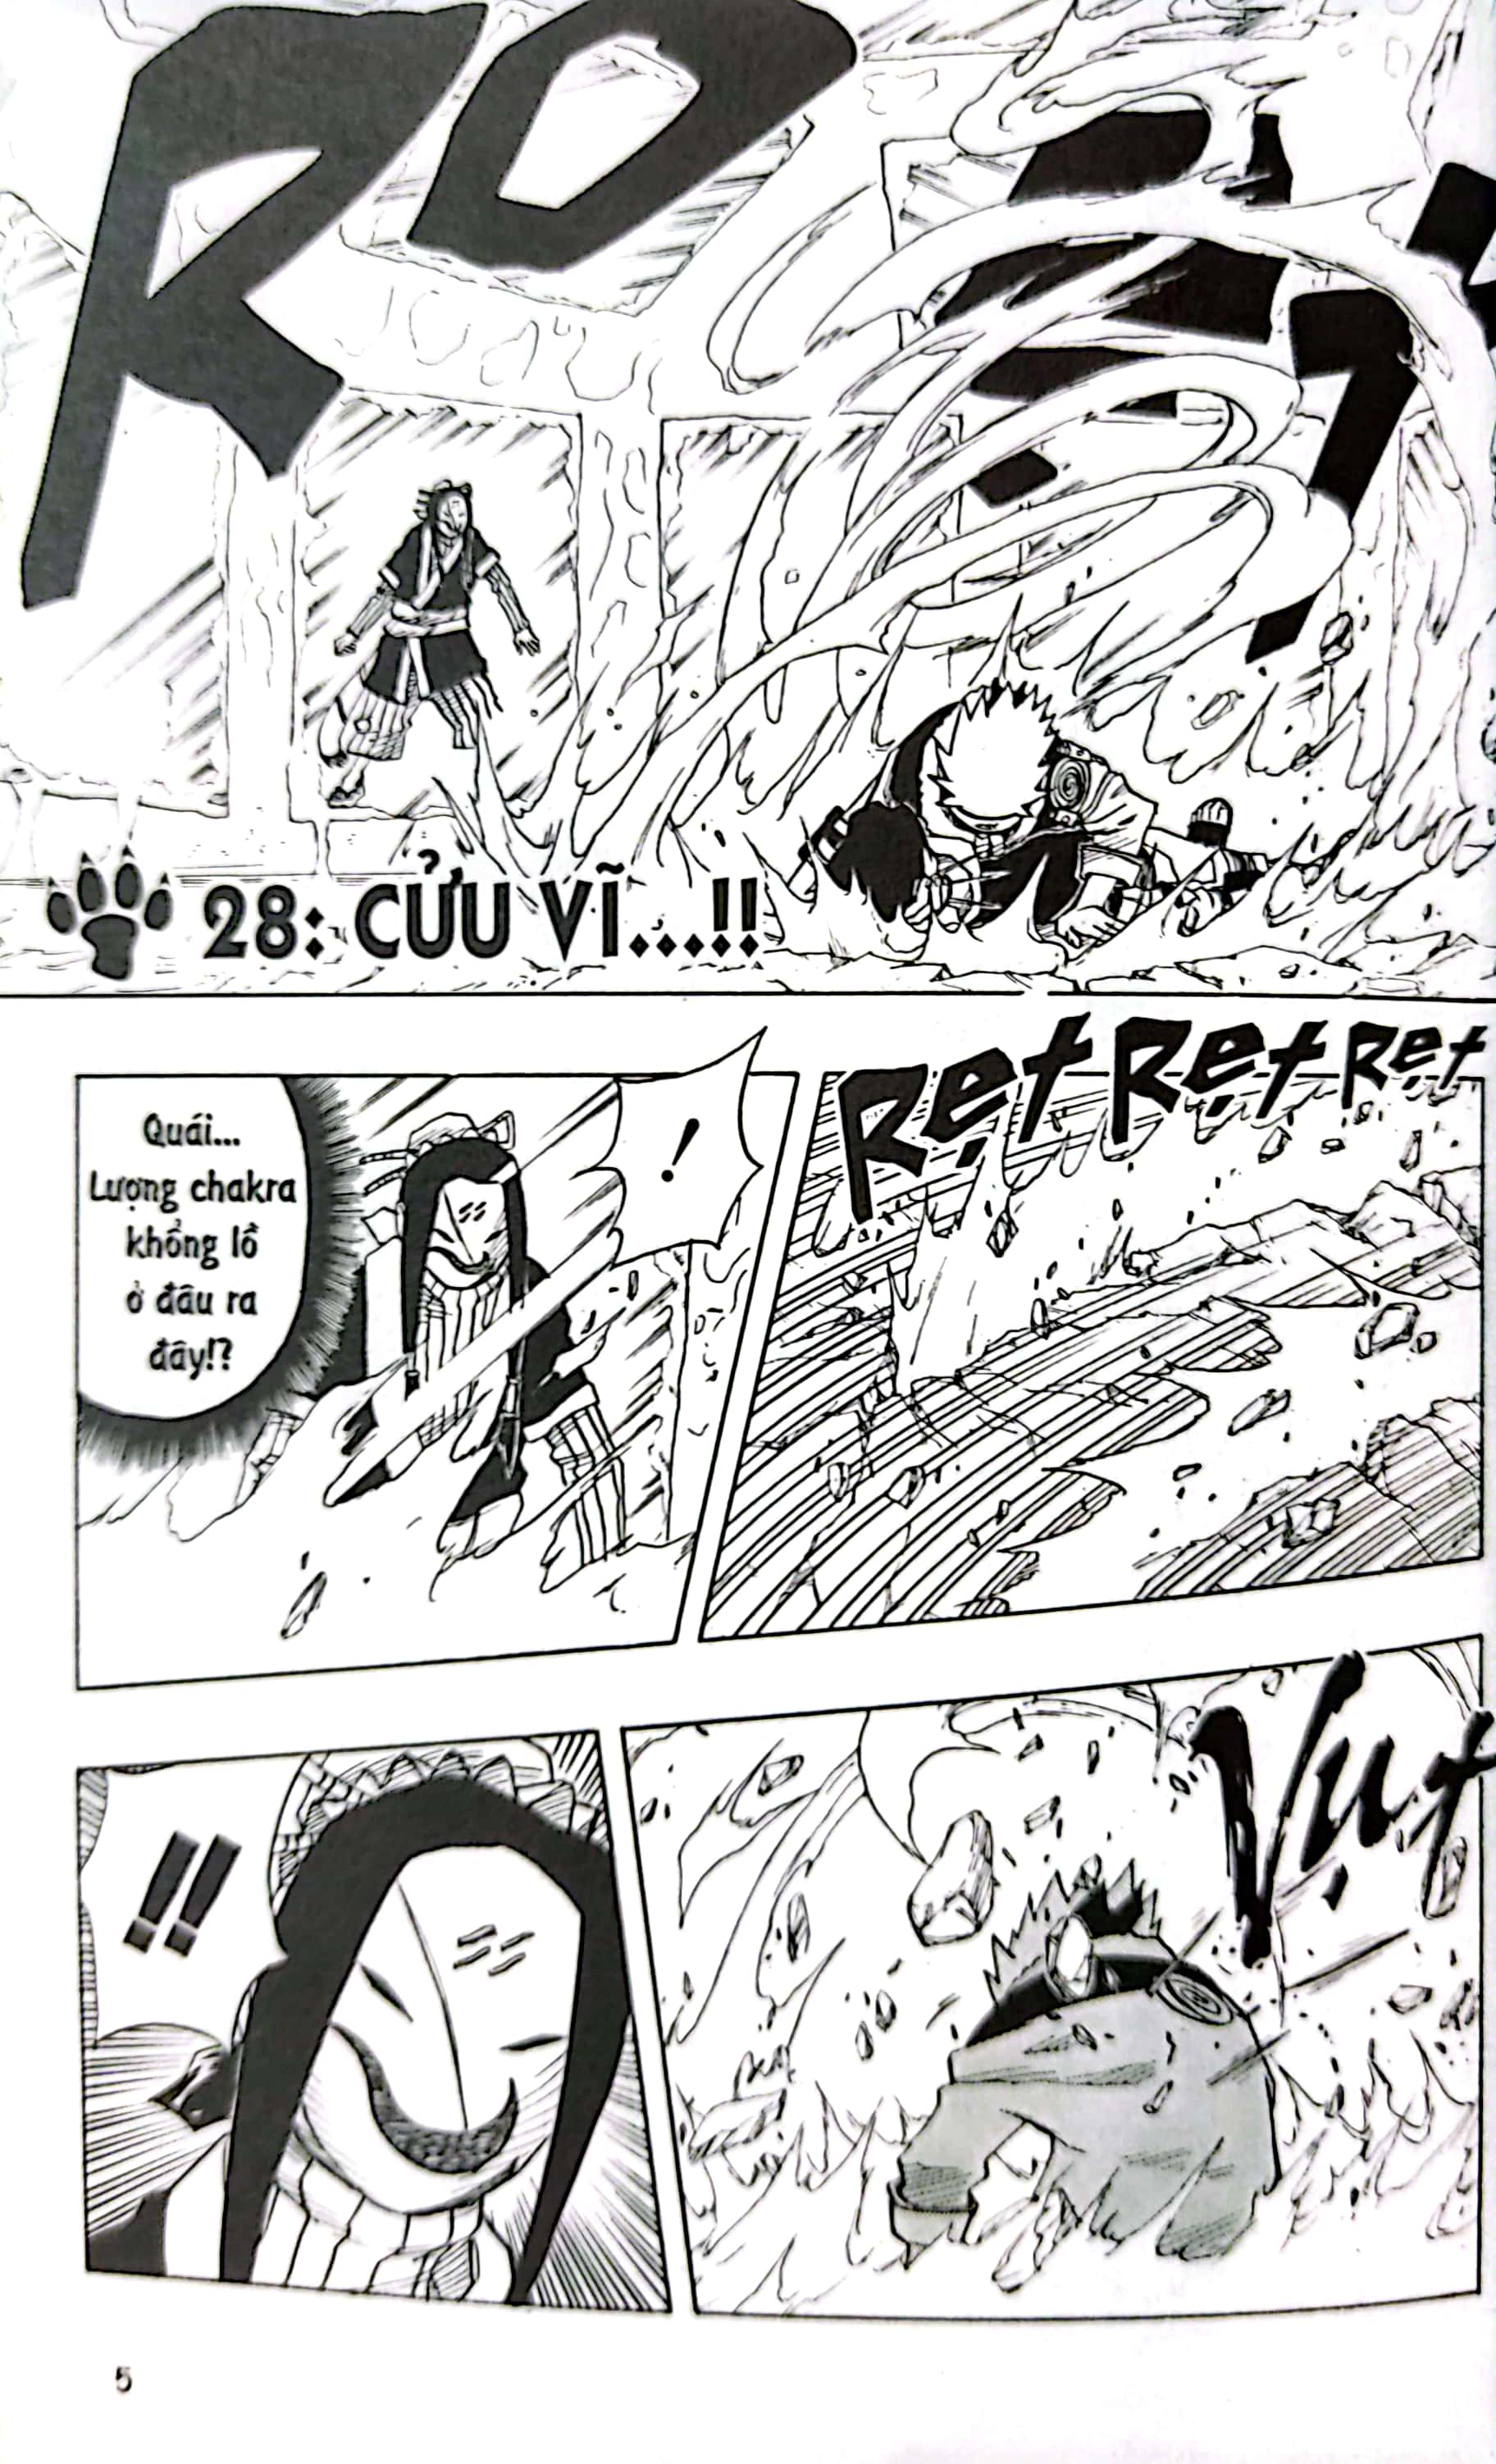 RO
28: CỬU VĨ...!!
Rẹt Rẹt Rẹt
!
Quái...
Lượng chakra
khổng lồ
ở đâu ra
đây!?
Vụt
!!
5